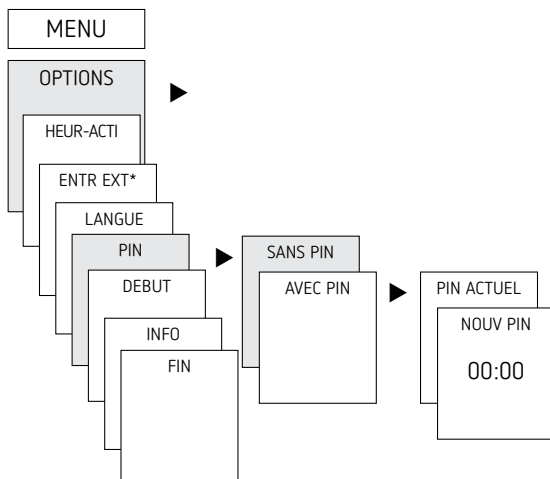 MENU
OPTIONS
HEUR-ACTI
ENTR EXT*
LANGUE
PIN
DEBUT
INFO
FIN
SANS PIN
AVEC PIN
PIN ACTUEL
NOUV PIN
00:00